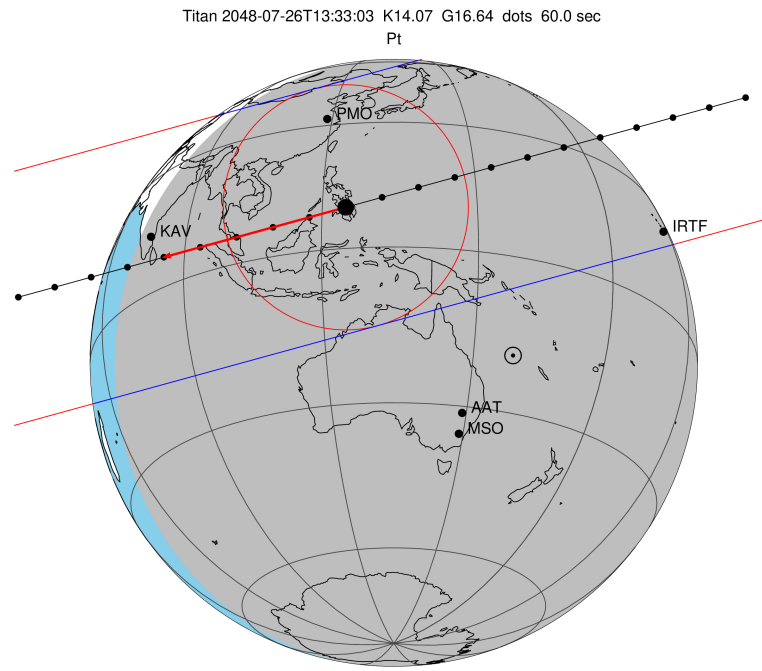 Titan 2048-07-26T13:33:03 K14.07 G16.64 dots 60.0 sec
Pt
PMO
KAV
IRTF
AAT
MSO